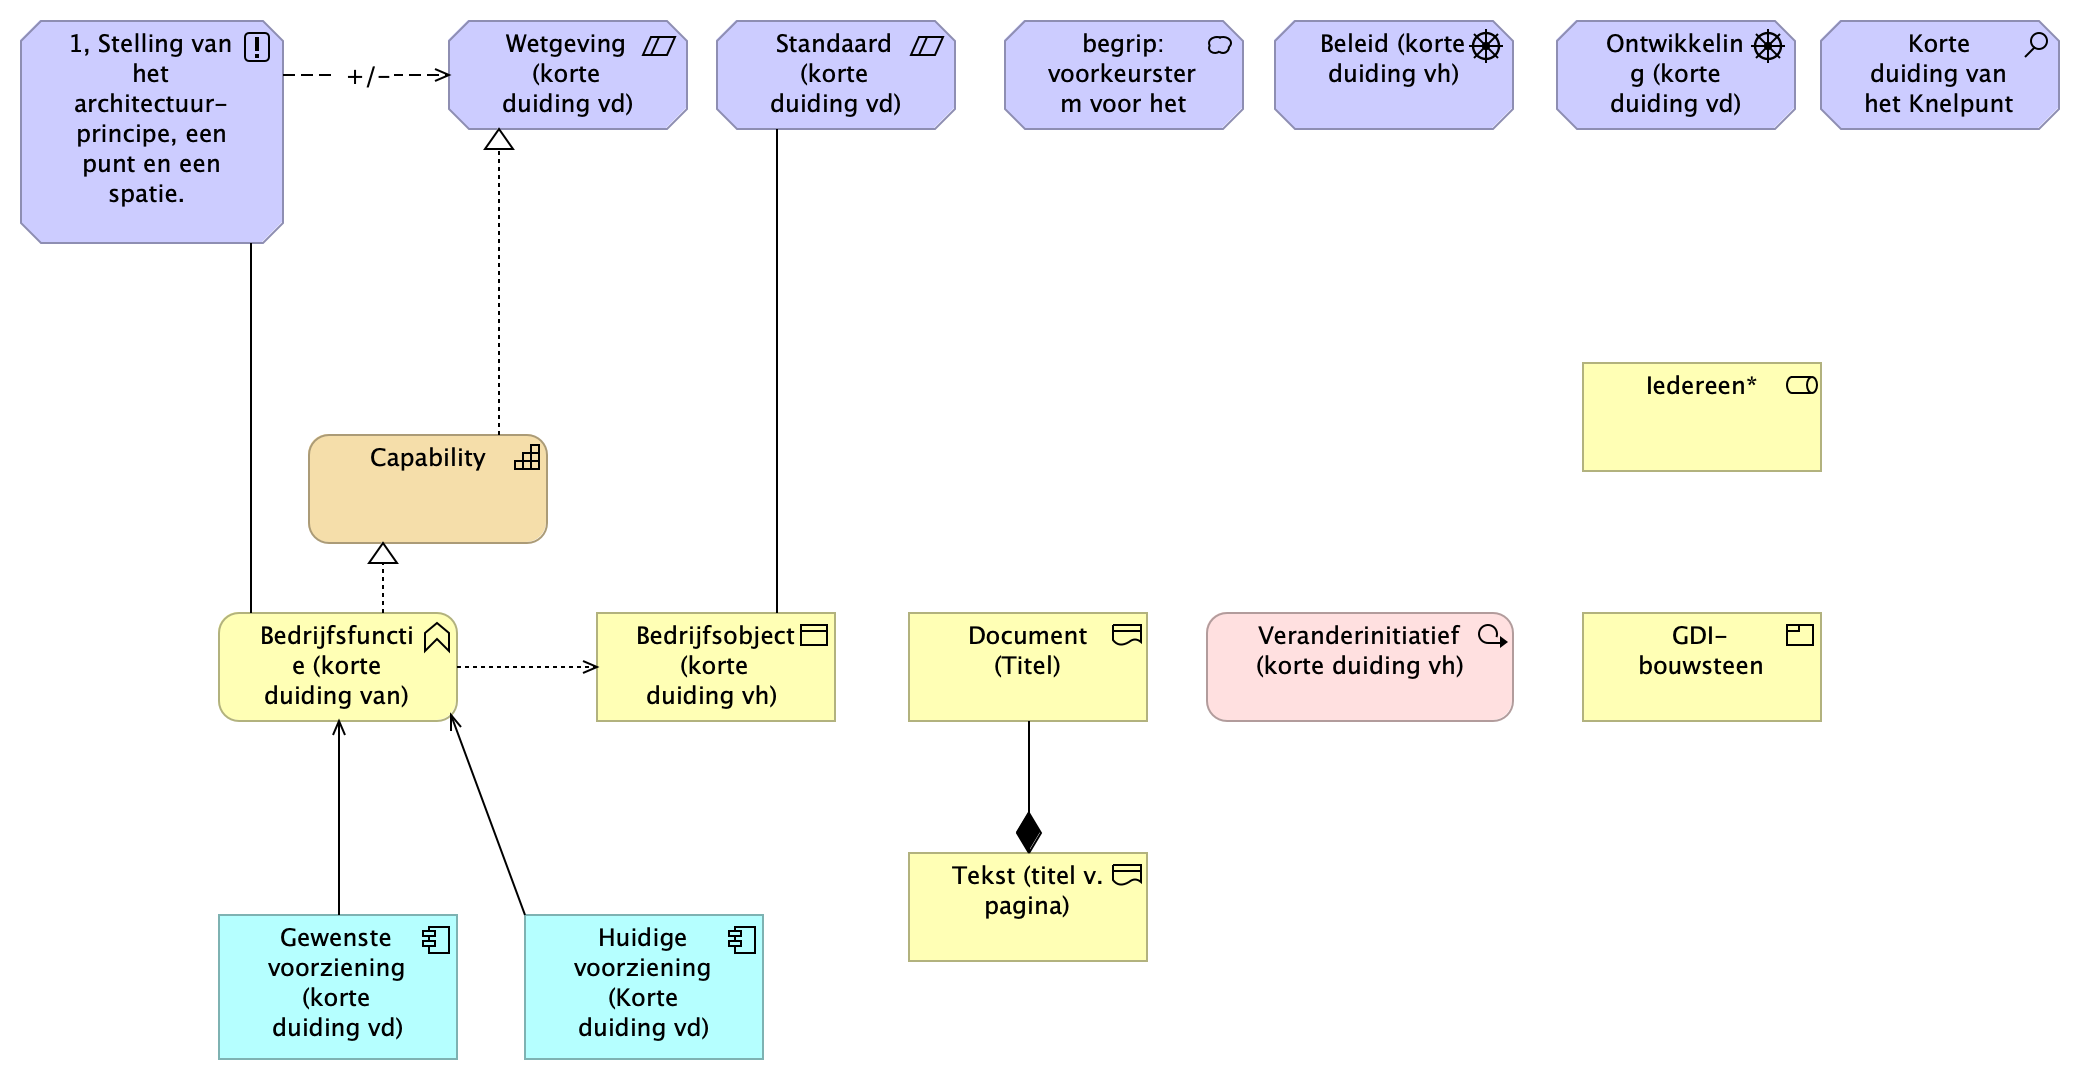 1, Stelling van
het
architectuur-
principe, een
punt en een
spatie.
+/-
Wetgeving
(korte
duiding vd)
Standaard
(korte
duiding vd)
begrip:
voorkeurster
m voor het
Beleid (korte
duiding vh)
Ontwikkelin
g (korte
duiding vd)
Korte
duiding van
het Knelpunt
Iedereen*
Capability
Bedrijfsfuncti
e (korte
duiding van)
Bedrijfsobject
(korte
duiding vh)
Document
(Titel)
Veranderinitiatief
(korte duiding vh)
GDI-
bouwsteen
Tekst (titel v.
pagina)
Gewenste
voorziening
(korte
duiding vd)
Huidige
voorziening
(Korte
duiding vd)